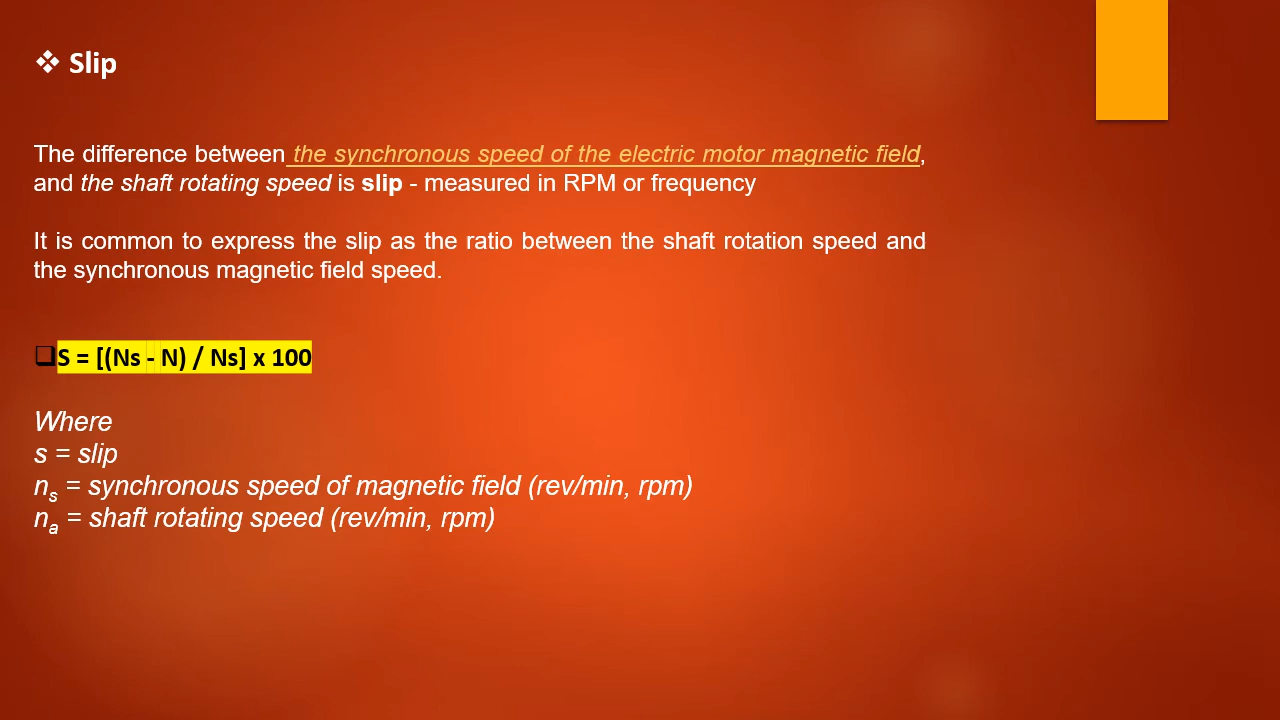 ❖ Slip
The difference between the synchronous speed of the electric motor magnetic field,
and the shaft rotating speed is slip - measured in RPM or frequency
It is common to express the slip as the ratio between the shaft rotation speed and
the synchronous magnetic field speed.
❑S = [(Ns - N) / Ns] x 100
Where
s = slip
ns = synchronous speed of magnetic field (rev/min, rpm)
na = shaft rotating speed (rev/min, rpm)